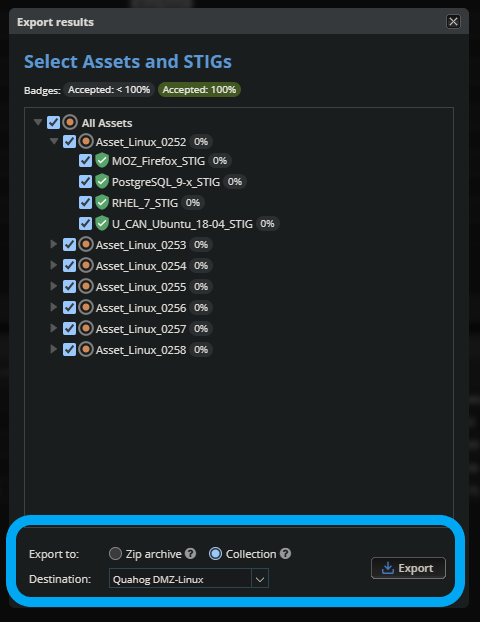 Export results
Select Assets and STIGs
Badges: Accepted: < 100% Accepted: 100%
All Assets
Asset_Linux_0252 0%
MOZ_Firefox_STIG 0%
PostgreSQL_9-x_STIG 0%
RHEL_7_STIG 0%
U_CAN_Ubuntu_18-04_STIG 0%
Asset_Linux_0253 0%
Asset_Linux_0254 0%
Asset_Linux_0255 0%
Asset_Linux_0256 0%
Asset_Linux_0257 0%
Asset_Linux_0258 0%
Export to: Zip archive ? Collection ?
Destination: Quahog DMZ-Linux
Export